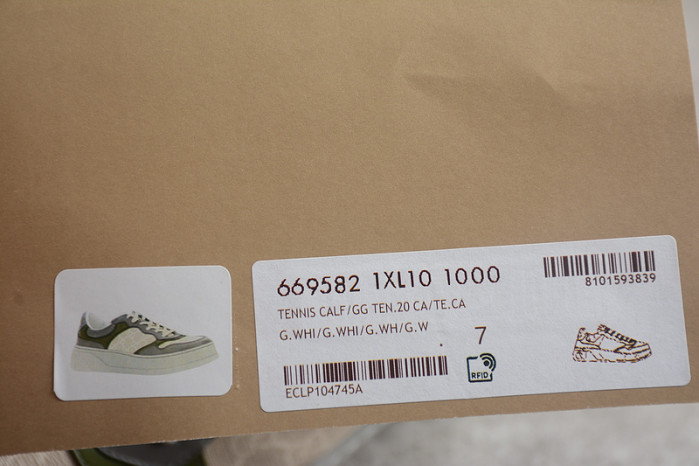 669582 1XL10 1000
8101593839
TENNIS CALF/GG TEN.20 CA/TE.CA
G.WHI/G.WHI/G.WH/G.W
7
RFID
ECLP104745A